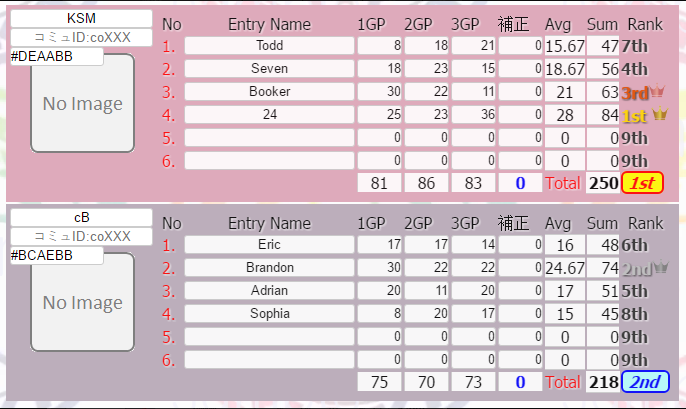 KSM
コミュID:coXXX
#DEAABB
No Image
No Entry Name 1GP 2GP 3GP 補正 Avg Sum Rank
1. Todd 8 18 21 0 15.67 47 7th
2. Seven 18 23 15 0 18.67 56 4th
3. Booker 30 22 11 0 21 63 3rd
4. 24 25 23 36 0 28 84 1st
5. 0 0 0 0 0 0 9th
6. 0 0 0 0 0 0 9th
81 86 83 0 Total 250 1st
cB
コミュID:coXXX
#BCAEBB
No Image
No Entry Name 1GP 2GP 3GP 補正 Avg Sum Rank
1. Eric 17 17 14 0 16 48 6th
2. Brandon 30 22 22 0 24.67 74 2nd
3. Adrian 20 11 20 0 17 51 5th
4. Sophia 8 20 17 0 15 45 8th
5. 0 0 0 0 0 0 9th
6. 0 0 0 0 0 0 9th
75 70 73 0 Total 218 2nd